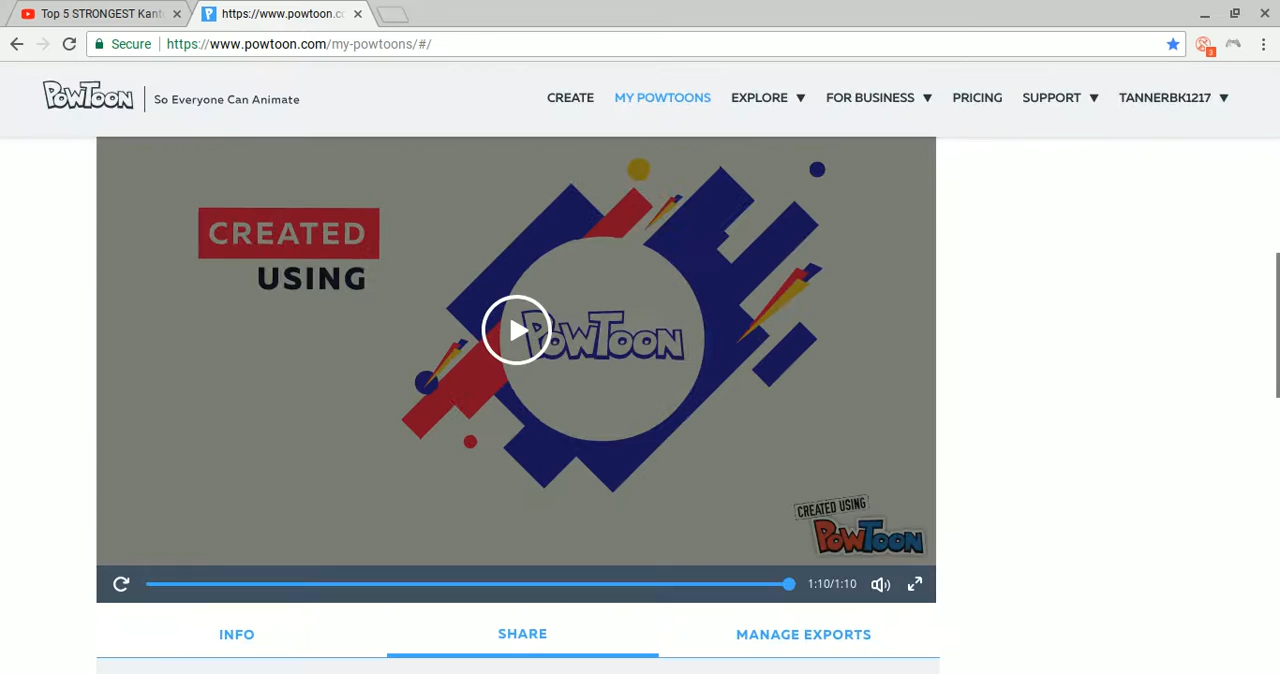 Top 5 STRONGEST Kant
https://www.powtoon.co
Secure
https://www.powtoon.com/my-powtoons/#/
3
POWTOON
So Everyone Can Animate
CREATE
MY POWTOONS
EXPLORE ▼
FOR BUSINESS ▼
PRICING
SUPPORT ▼
TANNERBK1217 ▼
CREATED
USING
POWTOON
CREATED USING
POWTOON
1:10/1:10
INFO
SHARE
MANAGE EXPORTS